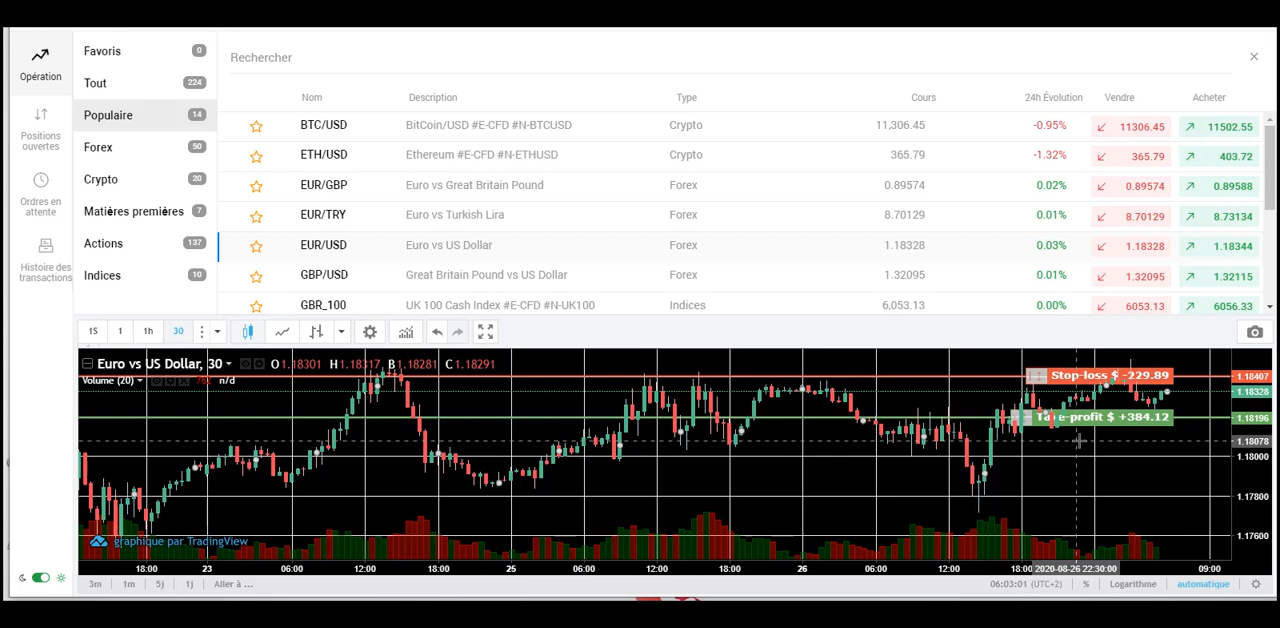 Opération
Positions
ouvertes
Ordres en
attente
Histoire des
transactions
Favoris 0
Tout 224
Populaire 14
Forex 50
Crypto 20
Matières premières 7
Actions 137
Indices 10
Rechercher
Nom Description Type Cours 24h Évolution Vendre Acheter
BTC/USD BitCoin/USD #E-CFD #N-BTCUSD Crypto 11,306.45 -0.95% 11306.45 11502.55
ETH/USD Ethereum #E-CFD #N-ETHUSD Crypto 365.79 -1.32% 365.79 403.72
EUR/GBP Euro vs Great Britain Pound Forex 0.89574 0.02% 0.89574 0.89588
EUR/TRY Euro vs Turkish Lira Forex 8.70129 0.01% 8.70129 8.73134
EUR/USD Euro vs US Dollar Forex 1.18328 0.03% 1.18328 1.18344
GBP/USD Great Britain Pound vs US Dollar Forex 1.32095 0.01% 1.32095 1.32115
GBR_100 UK 100 Cash Index #E-CFD #N-UK100 Indices 6,053.13 0.00% 6053.13 6056.33
1S 1 1h 30
Euro vs US Dollar, 30 O1.18301 H1.18317 B1.18281 C1.18291
Volume (20) n/d
Stop-loss $ -229.89 1.18407
1.18328
Take-profit $ +384.12 1.18196
1.18078
1.18000
1.17800
1.17600
graphique par TradingView
18:00 23 06:00 12:00 18:00 25 06:00 12:00 18:00 26 06:00 12:00 18:00 2020-08-26 22:30:00 09:00
3m 1m 5j 1j Aller à ... 06:03:01 (UTC+2) % Logarithme automatique